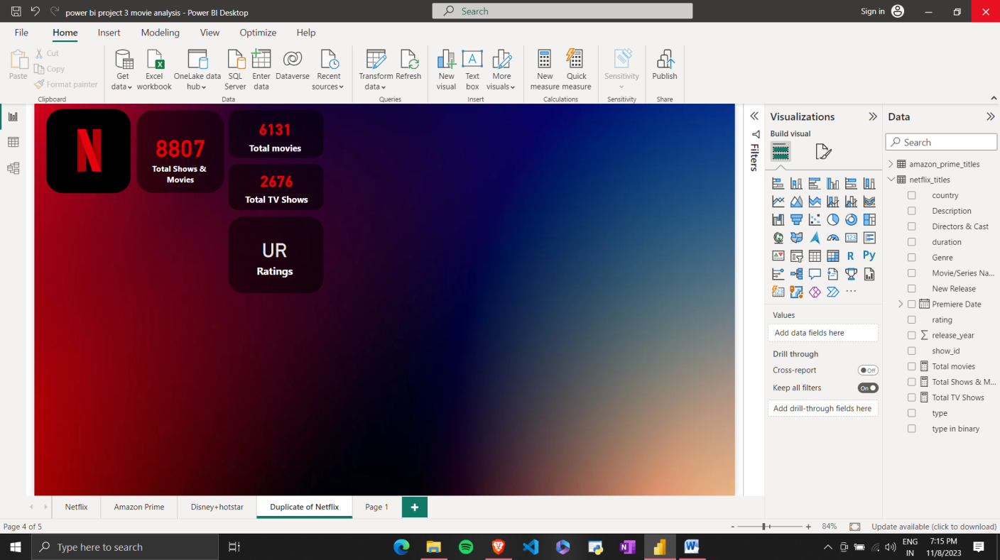 power bi project 3 movie analysis - Power BI Desktop
Search
Sign in
File
Home
Insert
Modeling
View
Optimize
Help
Paste
Cut
Copy
Format painter
Clipboard
Get
data
Excel
workbook
OneLake data
hub
SQL
Server
Enter
data
Dataverse
Recent
sources
Data
Transform
data
Refresh
Queries
New
visual
Text
box
More
visuals
Insert
New
measure
Quick
measure
Calculations
Sensitivity
Sensitivity
Publish
Share
8807
Total Shows &
Movies
6131
Total movies
2676
Total TV Shows
UR
Ratings
Filters
Visualizations
Build visual
Values
Add data fields here
Drill through
Cross-report
Off
Keep all filters
On
Add drill-through fields here
Data
Search
amazon_prime_titles
netflix_titles
country
Description
Directors & Cast
duration
Genre
Movie/Series Na...
New Release
Premiere Date
rating
release_year
show_id
Total movies
Total Shows & M...
Total TV Shows
type
type in binary
Netflix
Amazon Prime
Disney+hotstar
Duplicate of Netflix
Page 1
Page 4 of 5
84%
Update available (click to download)
Type here to search
ENG
IN
7:15 PM
11/8/2023